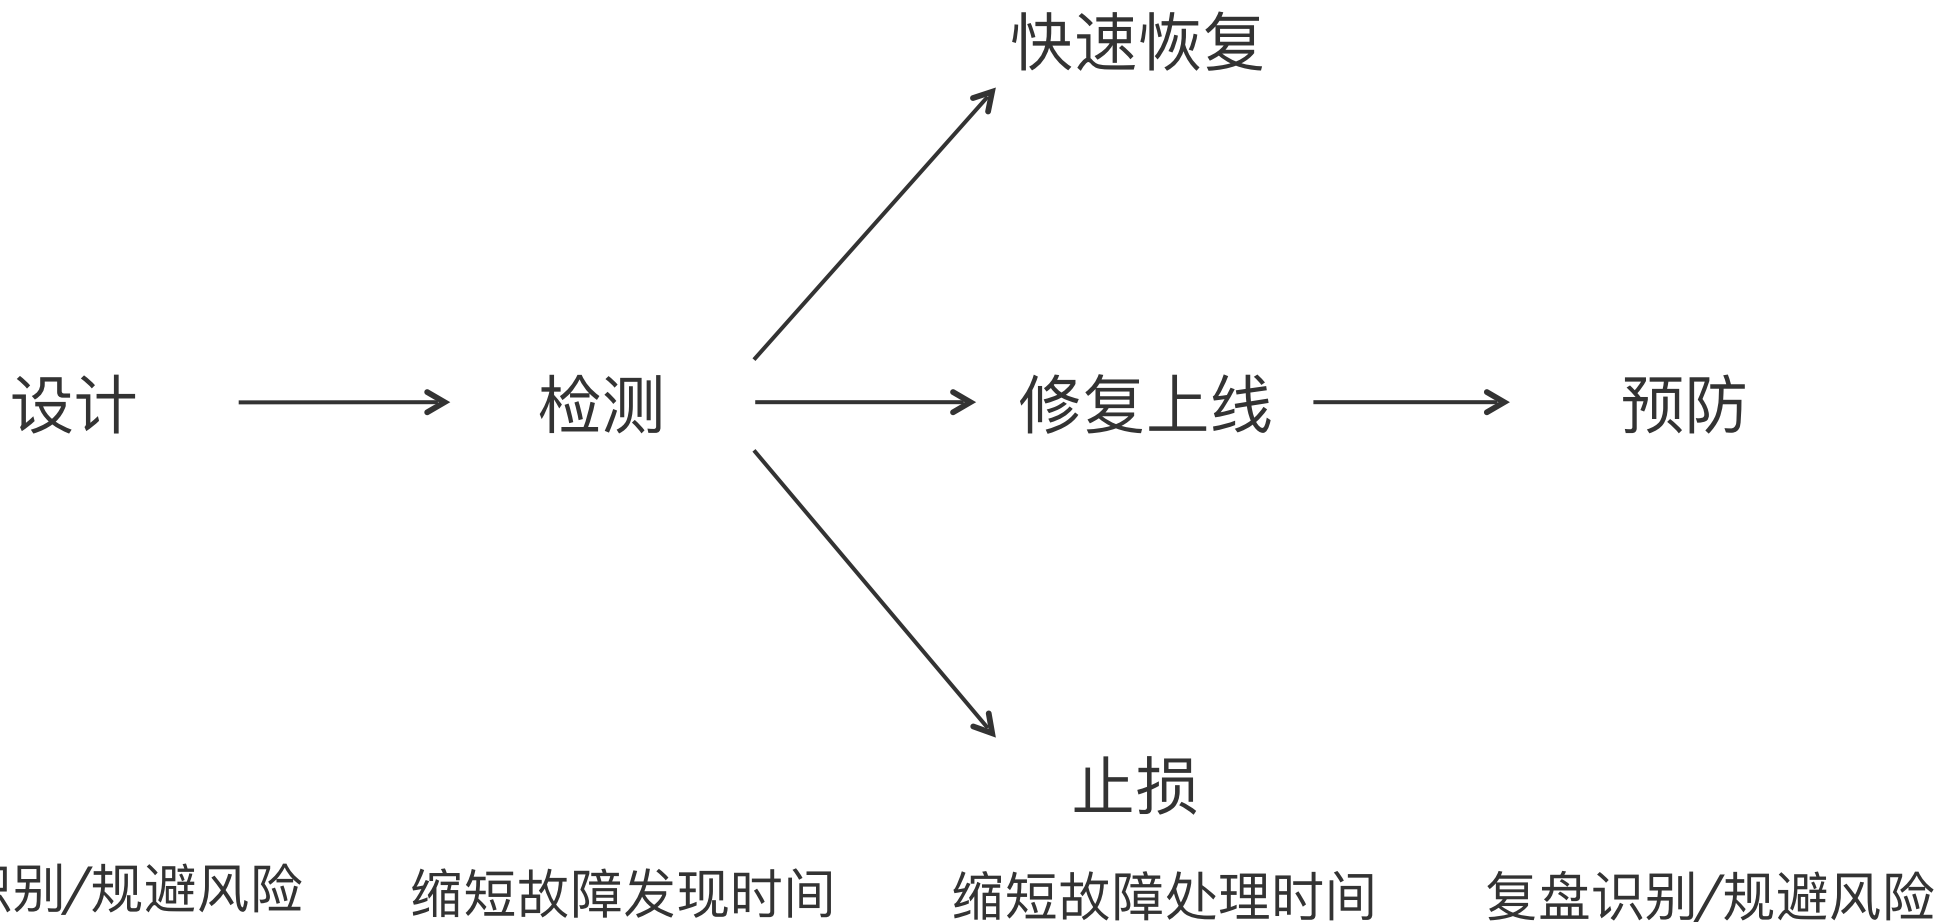 快速恢复
设计
检测
修复上线
预防
止损
识别/规避风险
缩短故障发现时间
缩短故障处理时间
复盘识别/规避风险